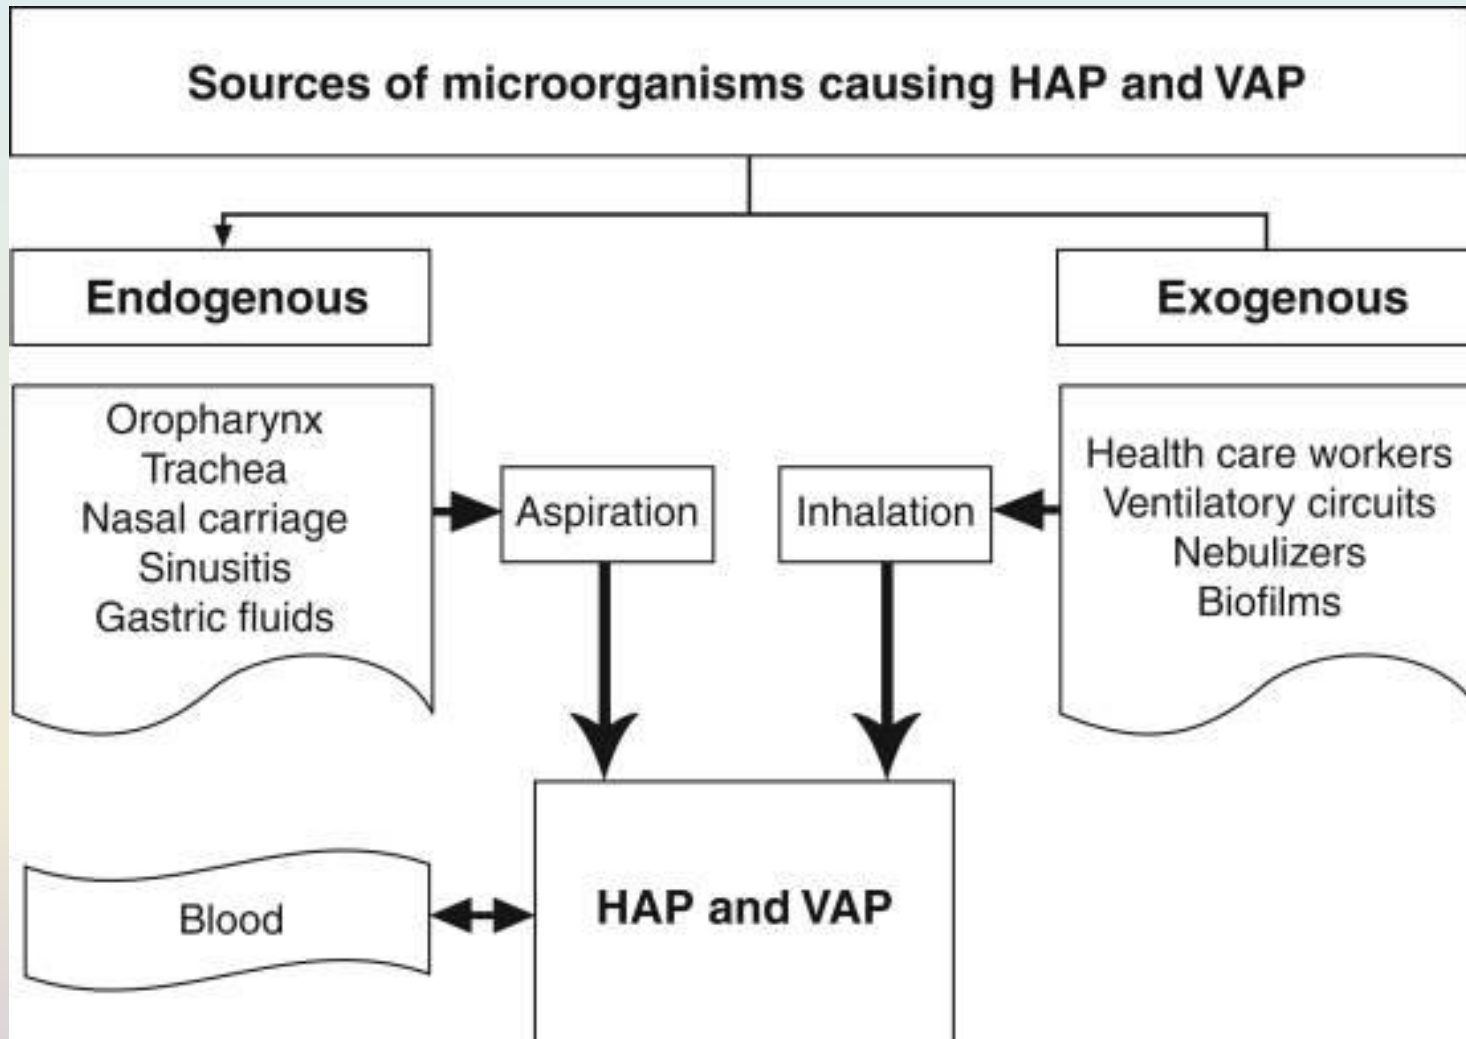 Sources of microorganisms causing HAP and VAP
Endogenous
Exogenous
Oropharynx
Trachea
Nasal carriage
Sinusitis
Gastric fluids
Aspiration
Inhalation
Health care workers
Ventilatory circuits
Nebulizers
Biofilms
Blood
HAP and VAP